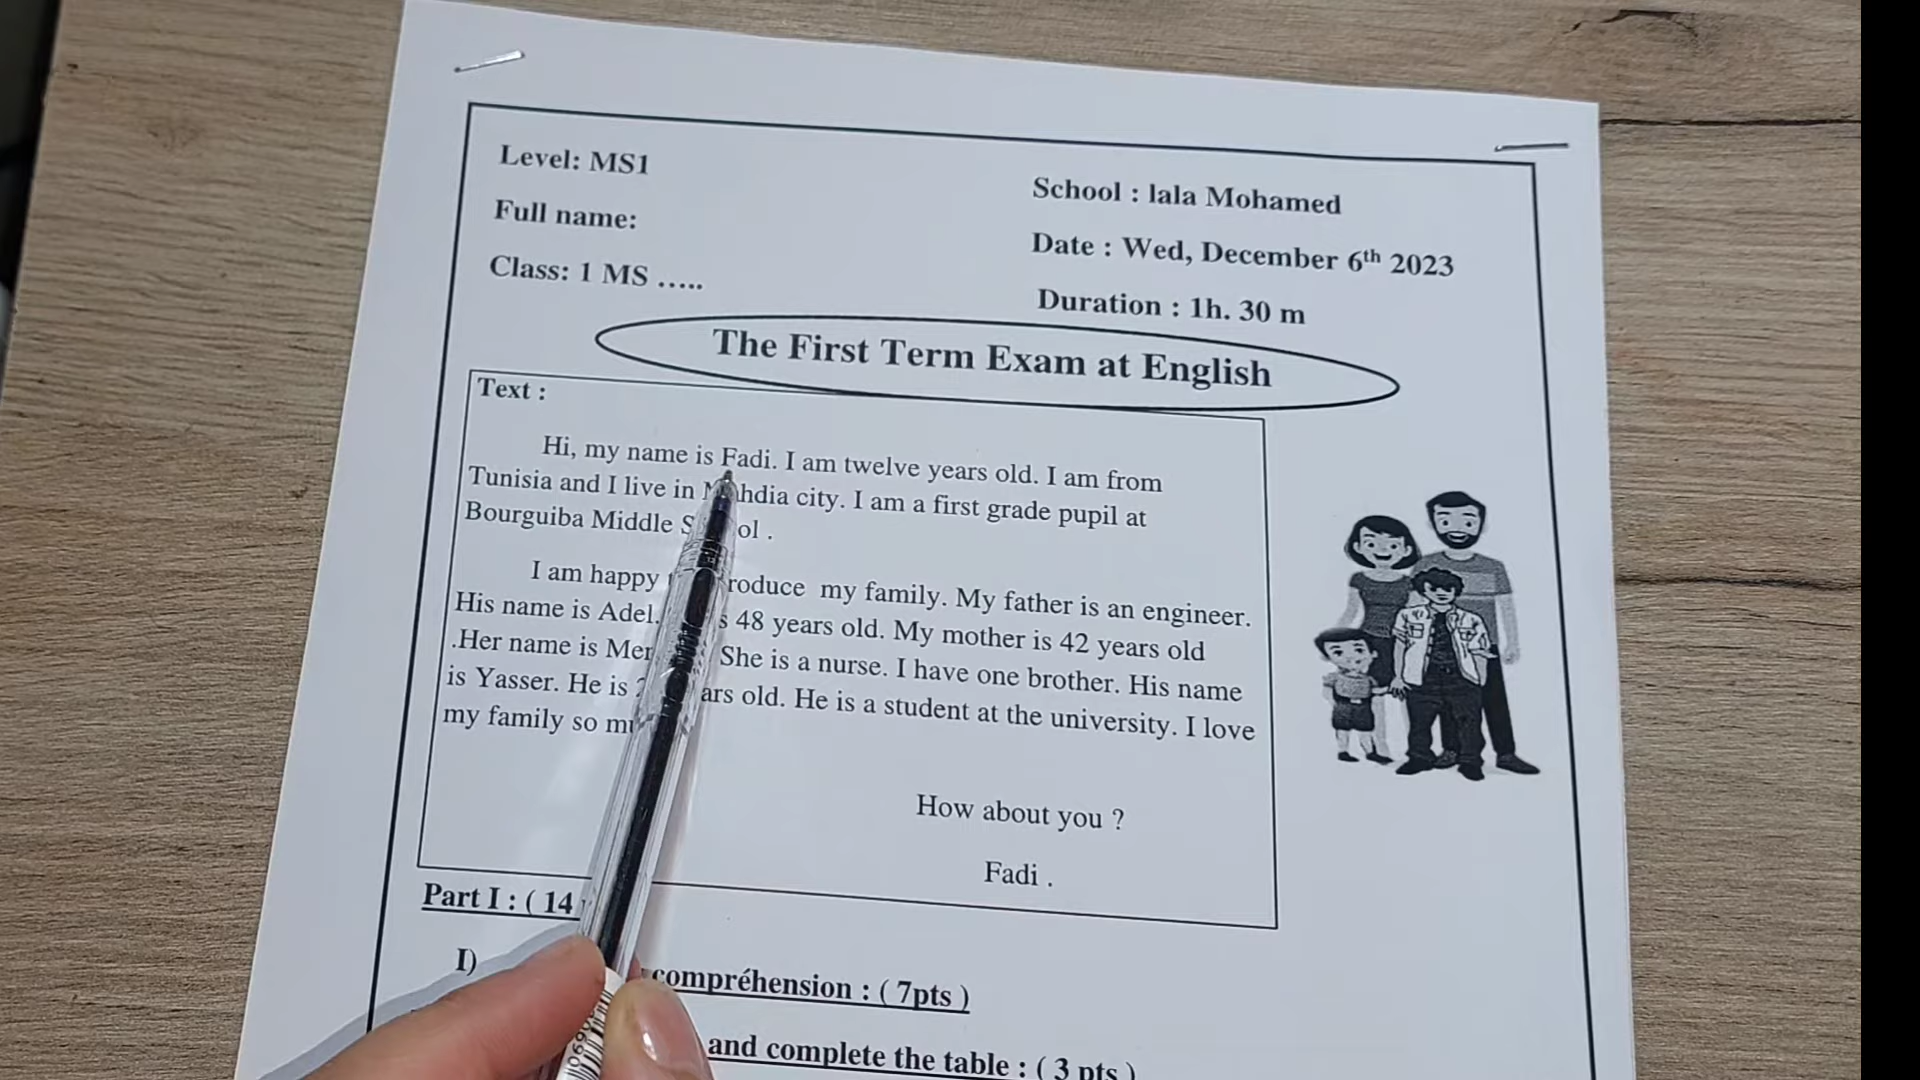 Level: MS1
School : lala Mohamed
Full name:
Date : Wed, December 6th 2023
Class: 1 MS .....
Duration : 1h. 30 m
The First Term Exam at English
Text :
Hi, my name is Fadi. I am twelve years old. I am from
Tunisia and I live in city. I am a first grade pupil at
Bourguiba Middle .
I am happy my family. My father is an engineer.
His name is Adel. 48 years old. My mother is 42 years old
.Her name is She is a nurse. I have one brother. His name
is Yasser. He is old. He is a student at the university. I love
my family so
How about you ?
Fadi .
Part I : ( 14
I) compréhension : ( 7pts )
and complete the table : ( 3 pts )